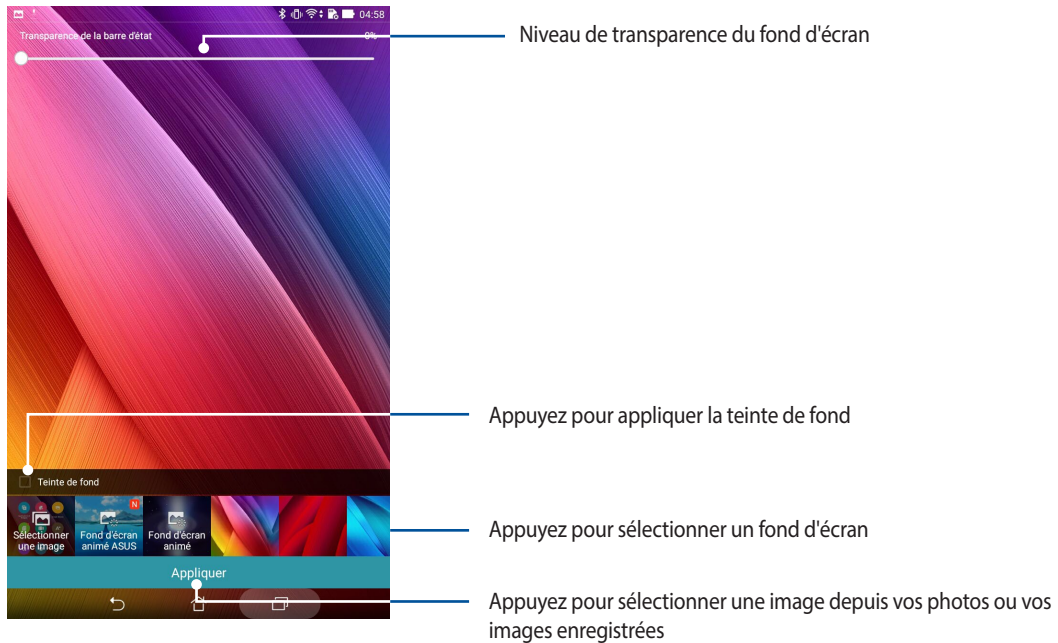 04:58
Transparence de la barre d'état
Niveau de transparence du fond d'écran
Appuyez pour appliquer la teinte de fond
Teinte de fond
Sélectionner
une image
N
Fond d'écran
animé ASUS
Fond d'écran
animé
Appuyez pour sélectionner un fond d'écran
Appliquer
Appuyez pour sélectionner une image depuis vos photos ou vos
images enregistrées